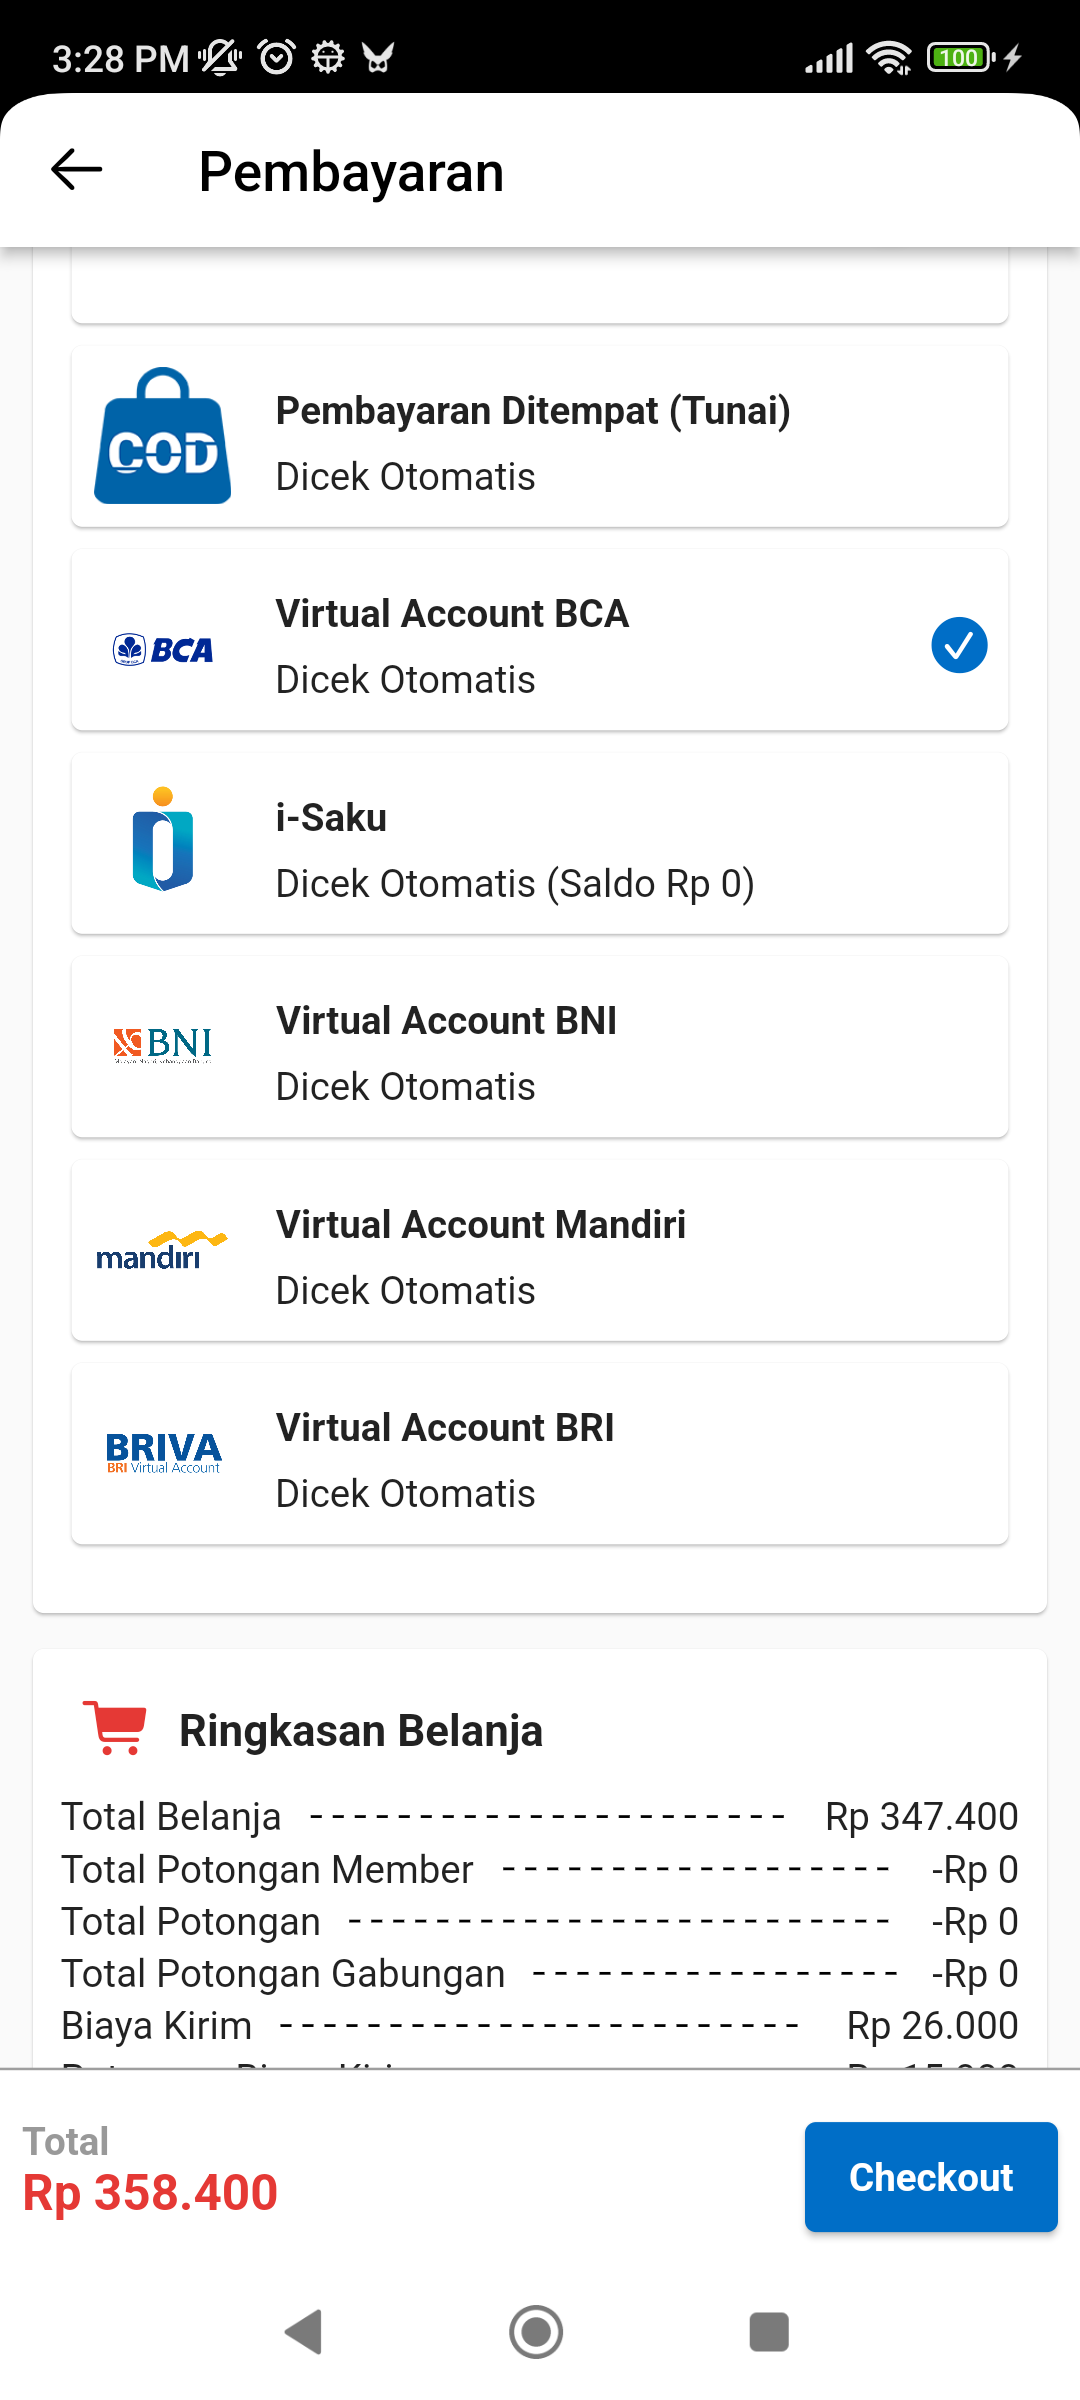 3:28 PM
100
Pembayaran
COD
Pembayaran Ditempat (Tunai)
Dicek Otomatis
BCA
Virtual Account BCA
Dicek Otomatis
i-Saku
Dicek Otomatis (Saldo Rp 0)
BNI
Virtual Account BNI
Dicek Otomatis
mandiri
Virtual Account Mandiri
Dicek Otomatis
BRIVA
BRI Virtual Account
Virtual Account BRI
Dicek Otomatis
Ringkasan Belanja
Total Belanja ---------------------- Rp 347.400
Total Potongan Member ------------------ -Rp 0
Total Potongan ------------------------- -Rp 0
Total Potongan Gabungan ----------------- -Rp 0
Biaya Kirim ------------------------ Rp 26.000
Total
Rp 358.400
Checkout